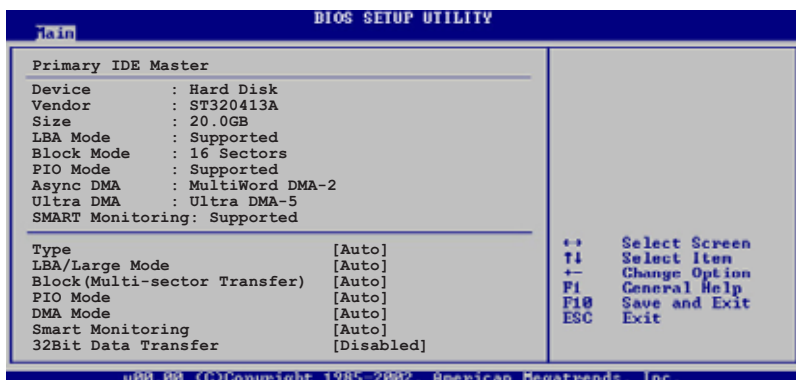 BIOS SETUP UTILITY
Main
Primary IDE Master
Device : Hard Disk
Vendor : ST320413A
Size : 20.0GB
LBA Mode : Supported
Block Mode : 16 Sectors
PIO Mode : Supported
Async DMA : MultiWord DMA-2
Ultra DMA : Ultra DMA-5
SMART Monitoring: Supported
Type [Auto]
LBA/Large Mode [Auto]
Block(Multi-sector Transfer) [Auto]
PIO Mode [Auto]
DMA Mode [Auto]
Smart Monitoring [Auto]
32Bit Data Transfer [Disabled]
↔ Select Screen
↑↓ Select Item
+- Change Option
F1 General Help
F10 Save and Exit
ESC Exit
v00.00 (C)Copyright 1985-2002, American Megatrends, Inc.